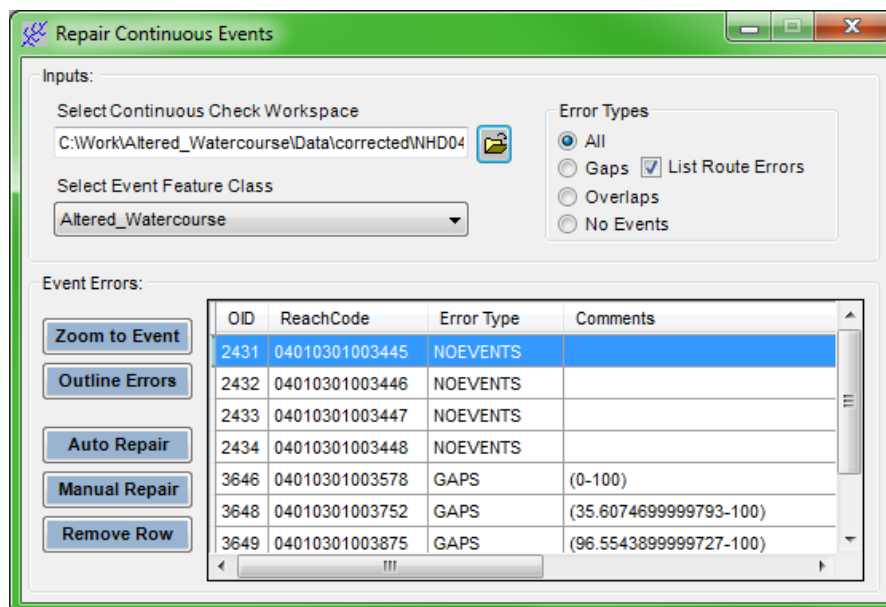 Repair Continuous Events
Inputs:
Select Continuous Check Workspace
C:\Work\Altered_Watercourse\Data\corrected\NHD04
Select Event Feature Class
Altered_Watercourse
Error Types
All
Gaps List Route Errors
Overlaps
No Events
Event Errors:
Zoom to Event
Outline Errors
Auto Repair
Manual Repair
Remove Row
OID ReachCode Error Type Comments
2431 04010301003445 NOEVENTS
2432 04010301003446 NOEVENTS
2433 04010301003447 NOEVENTS
2434 04010301003448 NOEVENTS
3646 04010301003578 GAPS (0-100)
3648 04010301003752 GAPS (35.6074699999793-100)
3649 04010301003875 GAPS (96.5543899999727-100)